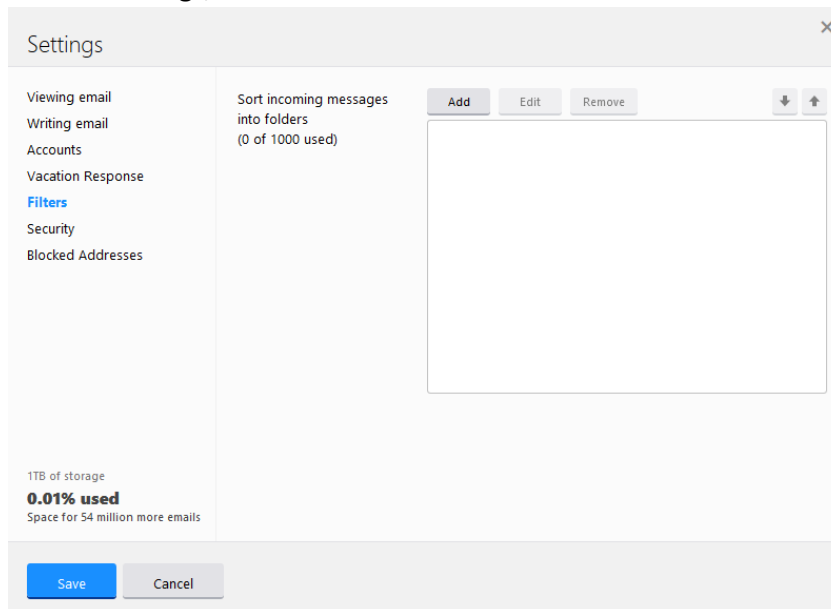 Settings
Viewing email
Writing email
Accounts
Vacation Response
Filters
Security
Blocked Addresses
Sort incoming messages
into folders
(0 of 1000 used)
Add
Edit
Remove
1TB of storage
0.01% used
Space for 54 million more emails
Save
Cancel